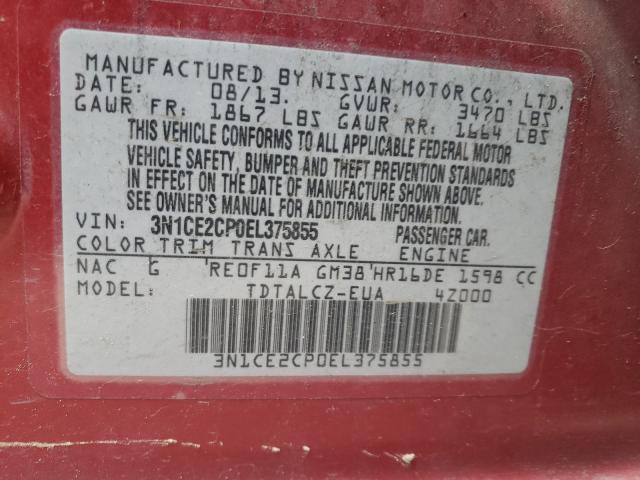 MANUFACTURED BY NISSAN MOTOR CO., LTD.
DATE: 08/13. GVWR: 3470 LBS
GAWR FR: 1867 LBS GAWR RR: 1664 LBS
THIS VEHICLE CONFORMS TO ALL APPLICABLE FEDERAL MOTOR
VEHICLE SAFETY, BUMPER AND THEFT PREVENTION STANDARDS
IN EFFECT ON THE DATE OF MANUFACTURE SHOWN ABOVE.
SEE OWNER'S MANUAL FOR ADDITIONAL INFORMATION.
VIN: 3N1CE2CP0EL375855 PASSENGER CAR.
COLOR TRIM TRANS AXLE ENGINE
NAC G RE0F11A GM38 HR16DE 1598 CC
MODEL: TDTALCZ-EUA 4Z000
3N1CE2CP0EL375855